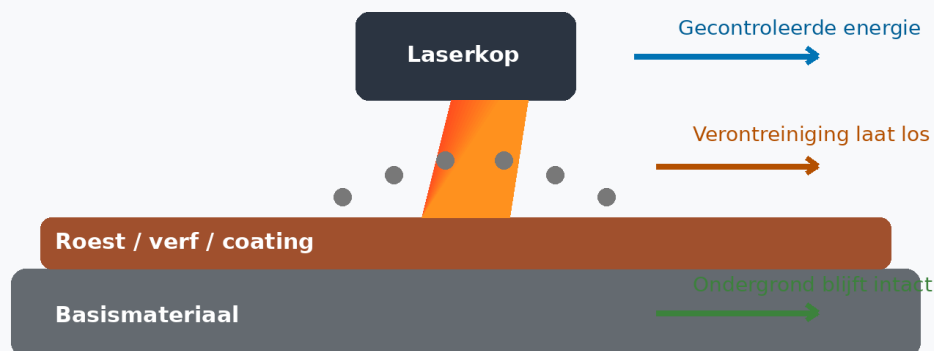 Gecontroleerde energie
Laserkop
Verontreiniging laat los
Roest / verf / coating
Ondergrond blijft intact
Basismateriaal